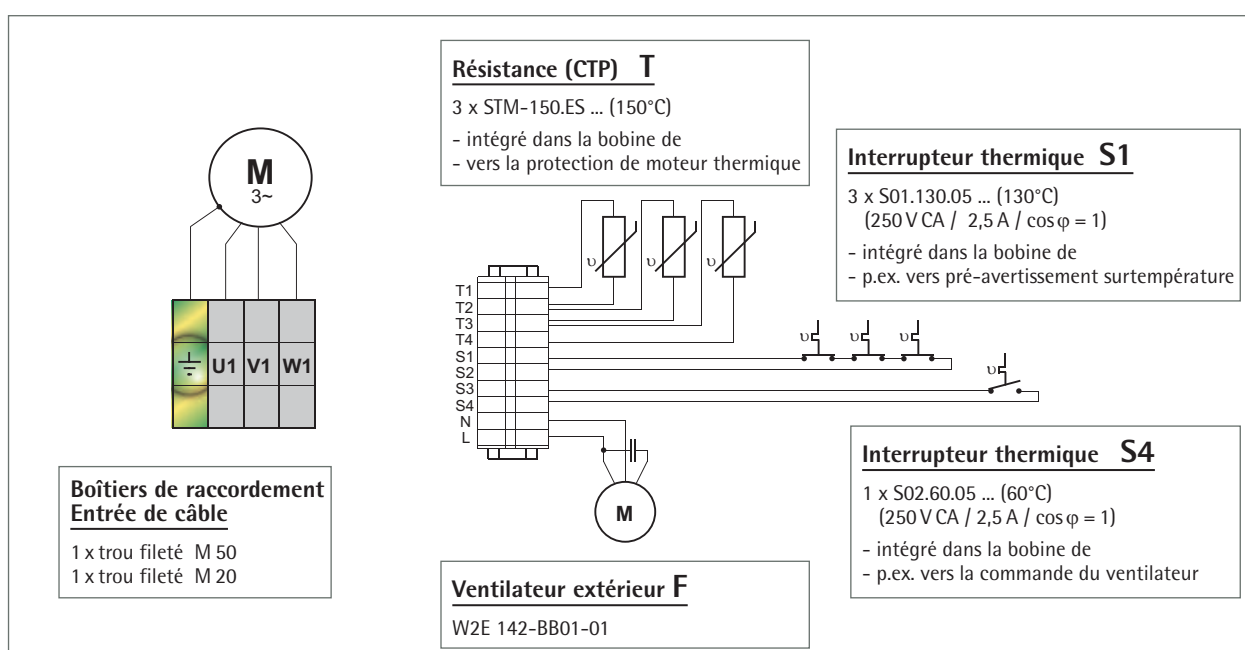 Résistance (CTP) T
3 x STM-150.ES ... (150°C)
- intégré dans la bobine de
- vers la protection de moteur thermique
Interrupteur thermique S1
3 x S01.130.05 ... (130°C)
(250 V CA / 2,5 A / cos φ = 1)
- intégré dans la bobine de
- p.ex. vers pré-avertissement surtempérature
M
3~
U1 V1 W1
υ υ υ
T1
T2
T3
T4
S1
S2
S3
S4
N
L
υ υ υ
υ
M
Boîtiers de raccordement
Entrée de câble
1 x trou fileté M 50
1 x trou fileté M 20
Interrupteur thermique S4
1 x S02.60.05 ... (60°C)
(250 V CA / 2,5 A / cos φ = 1)
- intégré dans la bobine de
- p.ex. vers la commande du ventilateur
Ventilateur extérieur F
W2E 142-BB01-01